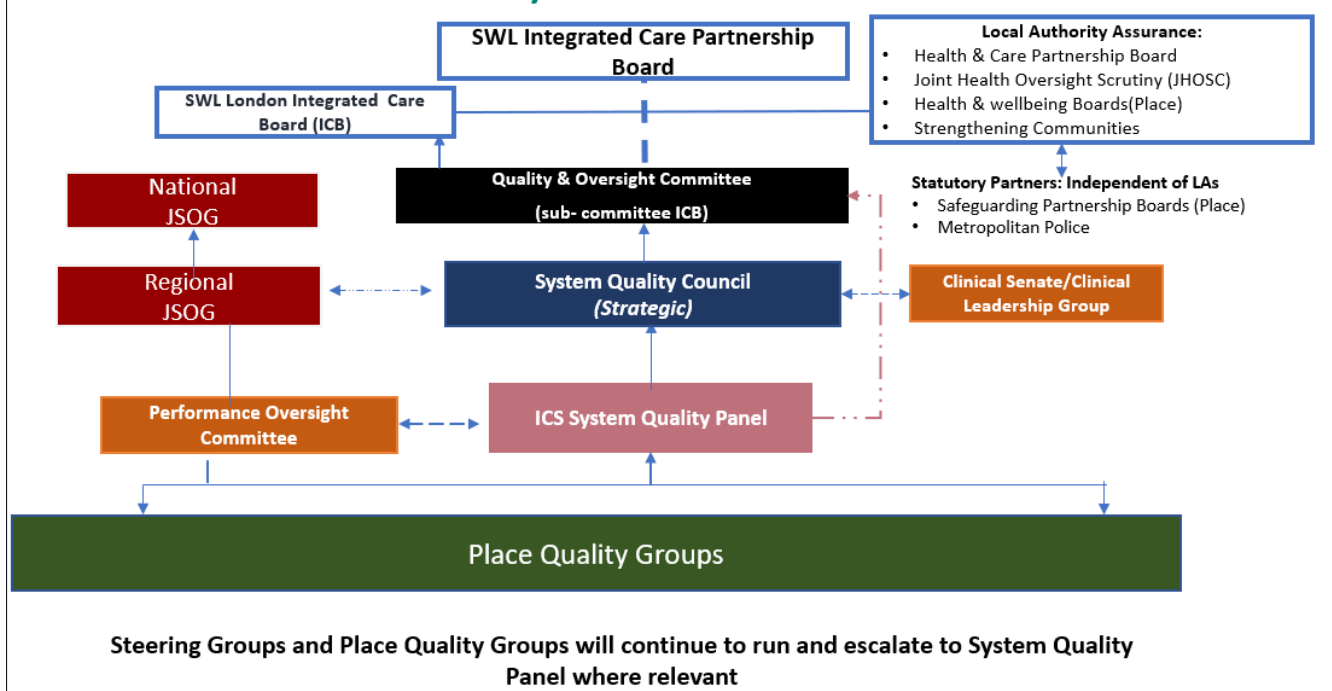 SWL Integrated Care Partnership
Board
Local Authority Assurance:
• Health & Care Partnership Board
• Joint Health Oversight Scrutiny (JHOSC)
• Health & wellbeing Boards(Place)
• Strengthening Communities
SWL London Integrated Care
Board (ICB)
National
JSOG
Quality & Oversight Committee
(sub- committee ICB)
Statutory Partners: Independent of LAs
• Safeguarding Partnership Boards (Place)
• Metropolitan Police
Regional
JSOG
System Quality Council
(Strategic)
Clinical Senate/Clinical
Leadership Group
Performance Oversight
Committee
ICS System Quality Panel
Place Quality Groups
Steering Groups and Place Quality Groups will continue to run and escalate to System Quality
Panel where relevant